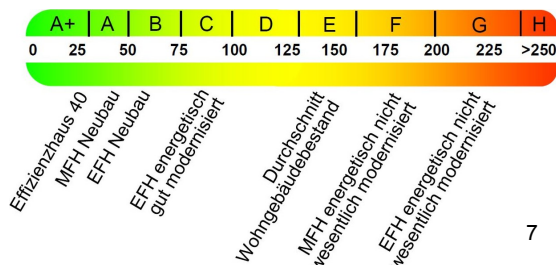 A+ A B C D E F G H
0 25 50 75 100 125 150 175 200 225 >250
Effizienzhaus 40
MFH Neubau
EFH Neubau
EFH energetisch
gut modernisiert
Durchschnitt
Wohngebäudebestand
MFH energetisch nicht
wesentlich modernisiert
EFH energetisch nicht
wesentlich modernisiert
7